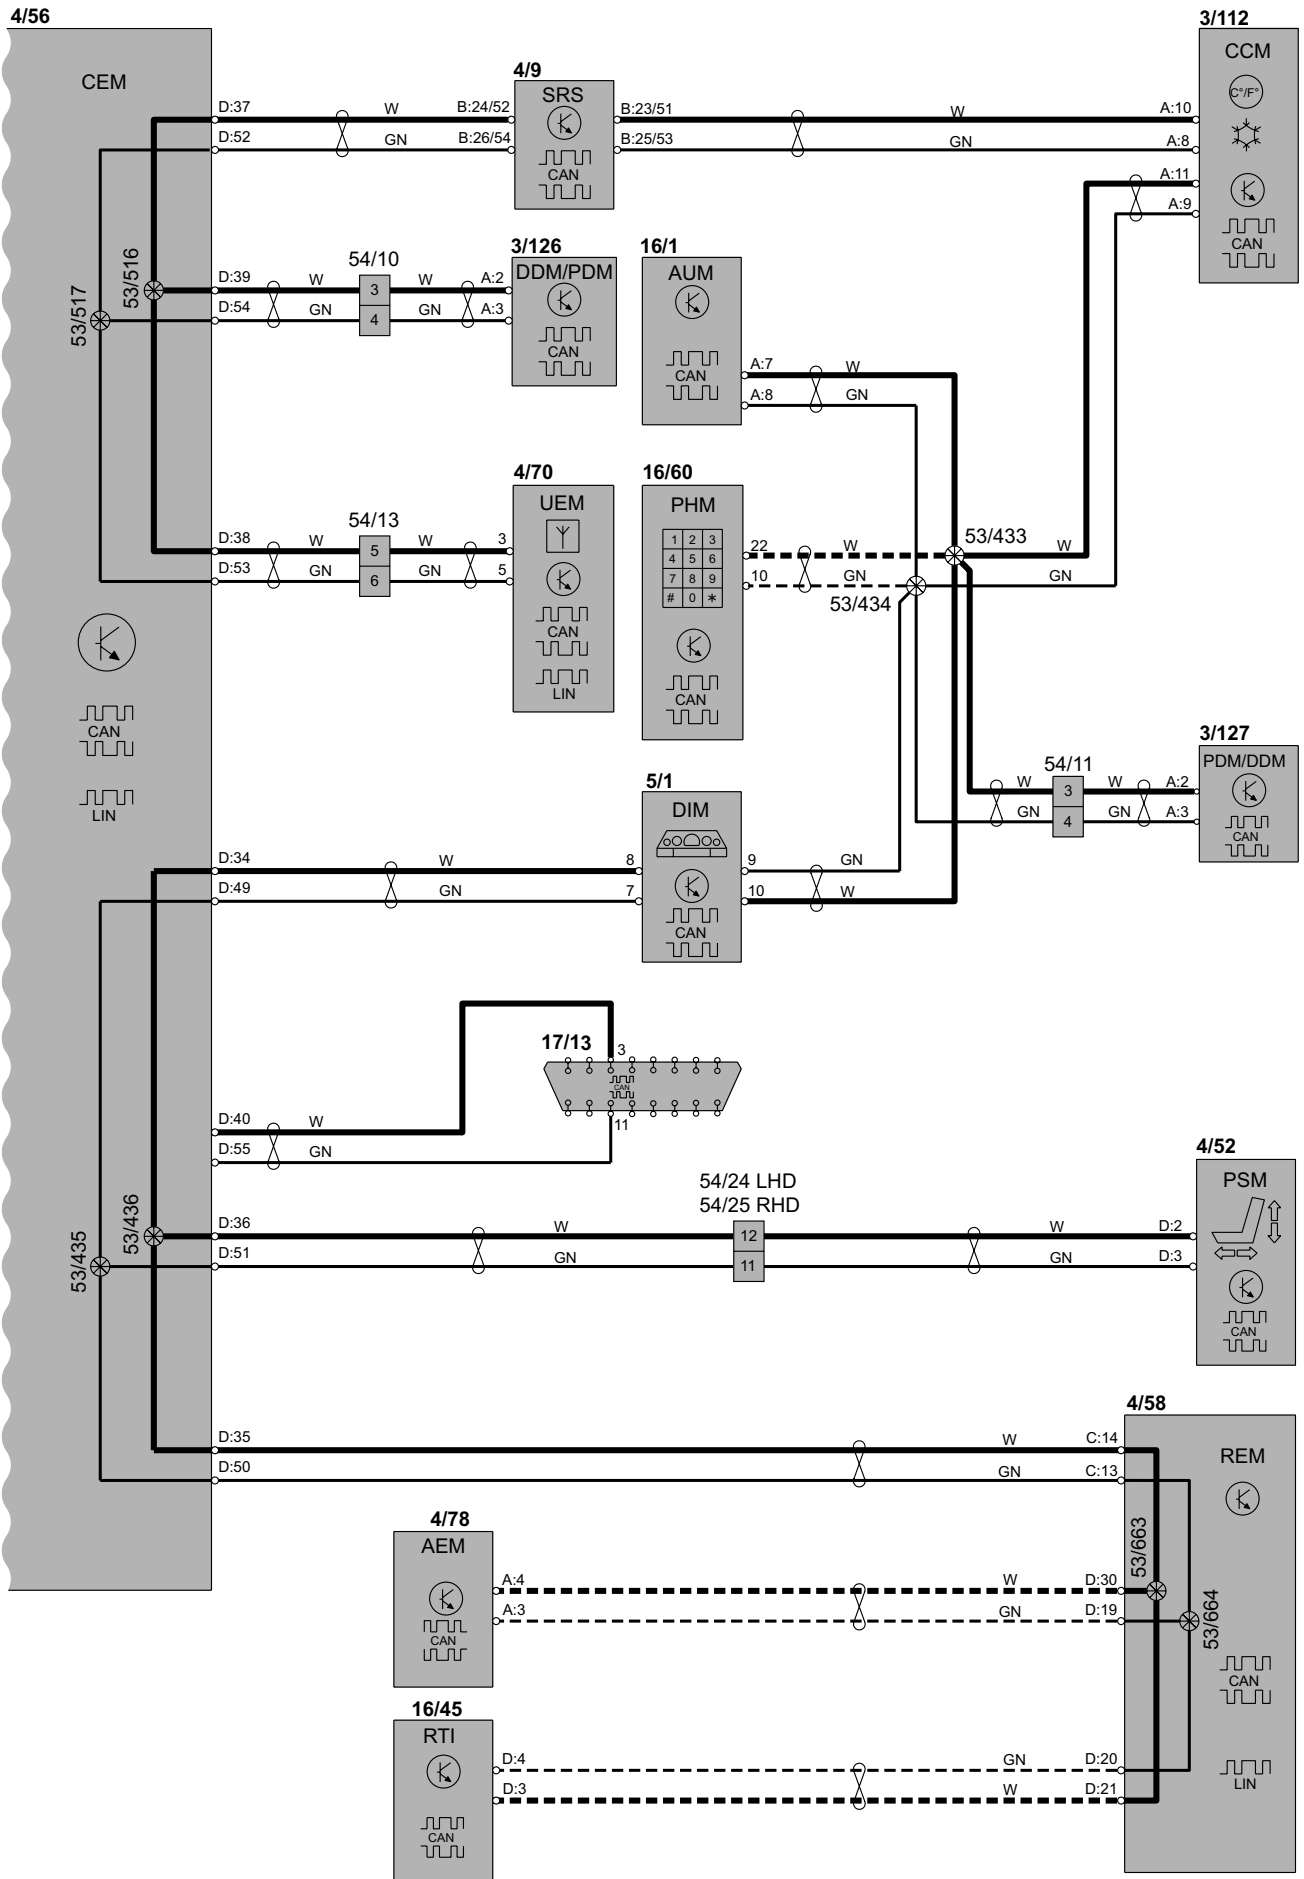 4/56
CEM
CAN
LIN
53/516
53/517
53/436
53/435
D:37
W
B:24/52
D:52
GN
B:26/54
4/9
SRS
CAN
B:23/51
W
A:10
B:25/53
GN
A:8
3/112
CCM
C°/F°
CAN
A:11
A:9
D:39
W
54/10
3
W
A:2
D:54
GN
4
GN
A:3
3/126
DDM/PDM
CAN
16/1
AUM
CAN
A:7
W
A:8
GN
D:38
W
54/13
5
W
3
D:53
GN
6
GN
5
4/70
UEM
CAN
LIN
16/60
PHM
1 2 3
4 5 6
7 8 9
# 0 *
CAN
22
W
53/433
W
10
GN
53/434
GN
3/127
PDM/DDM
CAN
54/11
W
3
W
A:2
GN
4
GN
A:3
5/1
DIM
CAN
D:34
W
8
D:49
GN
7
9
GN
10
W
17/13
3
CAN
11
D:40
W
D:55
GN
54/24 LHD
54/25 RHD
D:36
W
12
W
D:2
D:51
GN
11
GN
D:3
4/52
PSM
CAN
D:35
W
C:14
D:50
GN
C:13
4/58
REM
53/663
53/664
CAN
LIN
4/78
AEM
CAN
A:4
W
D:30
A:3
GN
D:19
16/45
RTI
CAN
D:4
GN
D:20
D:3
W
D:21